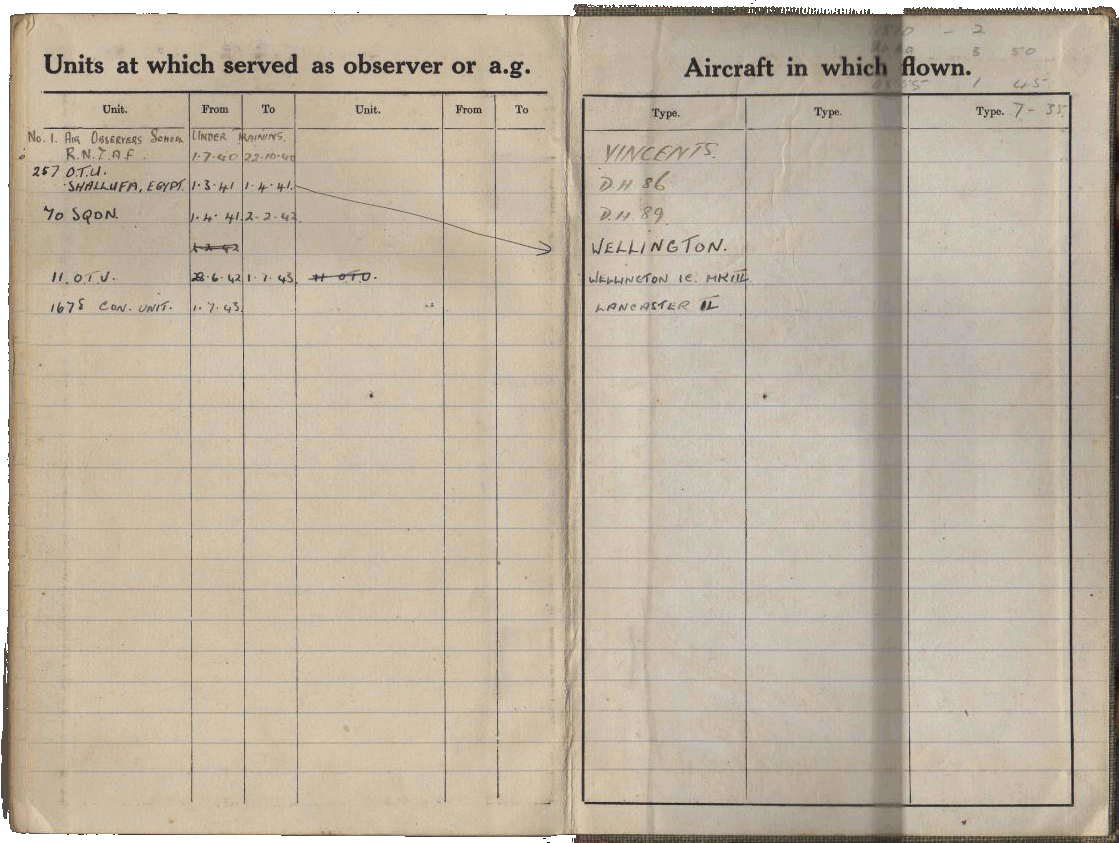 Units at which served as observer or a.g.
Unit. From To Unit. From To
No. 1. AIR OBSERVERS SCHOOL UNDER TRAINING.
R.N.Z.A.F. 1·7·40 22·10·40
257 O.T.U.
SHALLUFA, EGYPT. 1·3·41 1·4·41.
70 SQDN. 1·4·41. 2·2·42.
11. O.T.U. 28·6·42 1·7·43. 11 OTU.
1678 CON. UNIT. 1·7·43.
1510 - 2
3 50
1 45.
Aircraft in which flown.
Type. Type. Type. 7-35
VINCENTS.
D.H. 86
D.H. 89
WELLINGTON.
WELLINGTON IC. MKIII
LANCASTER II